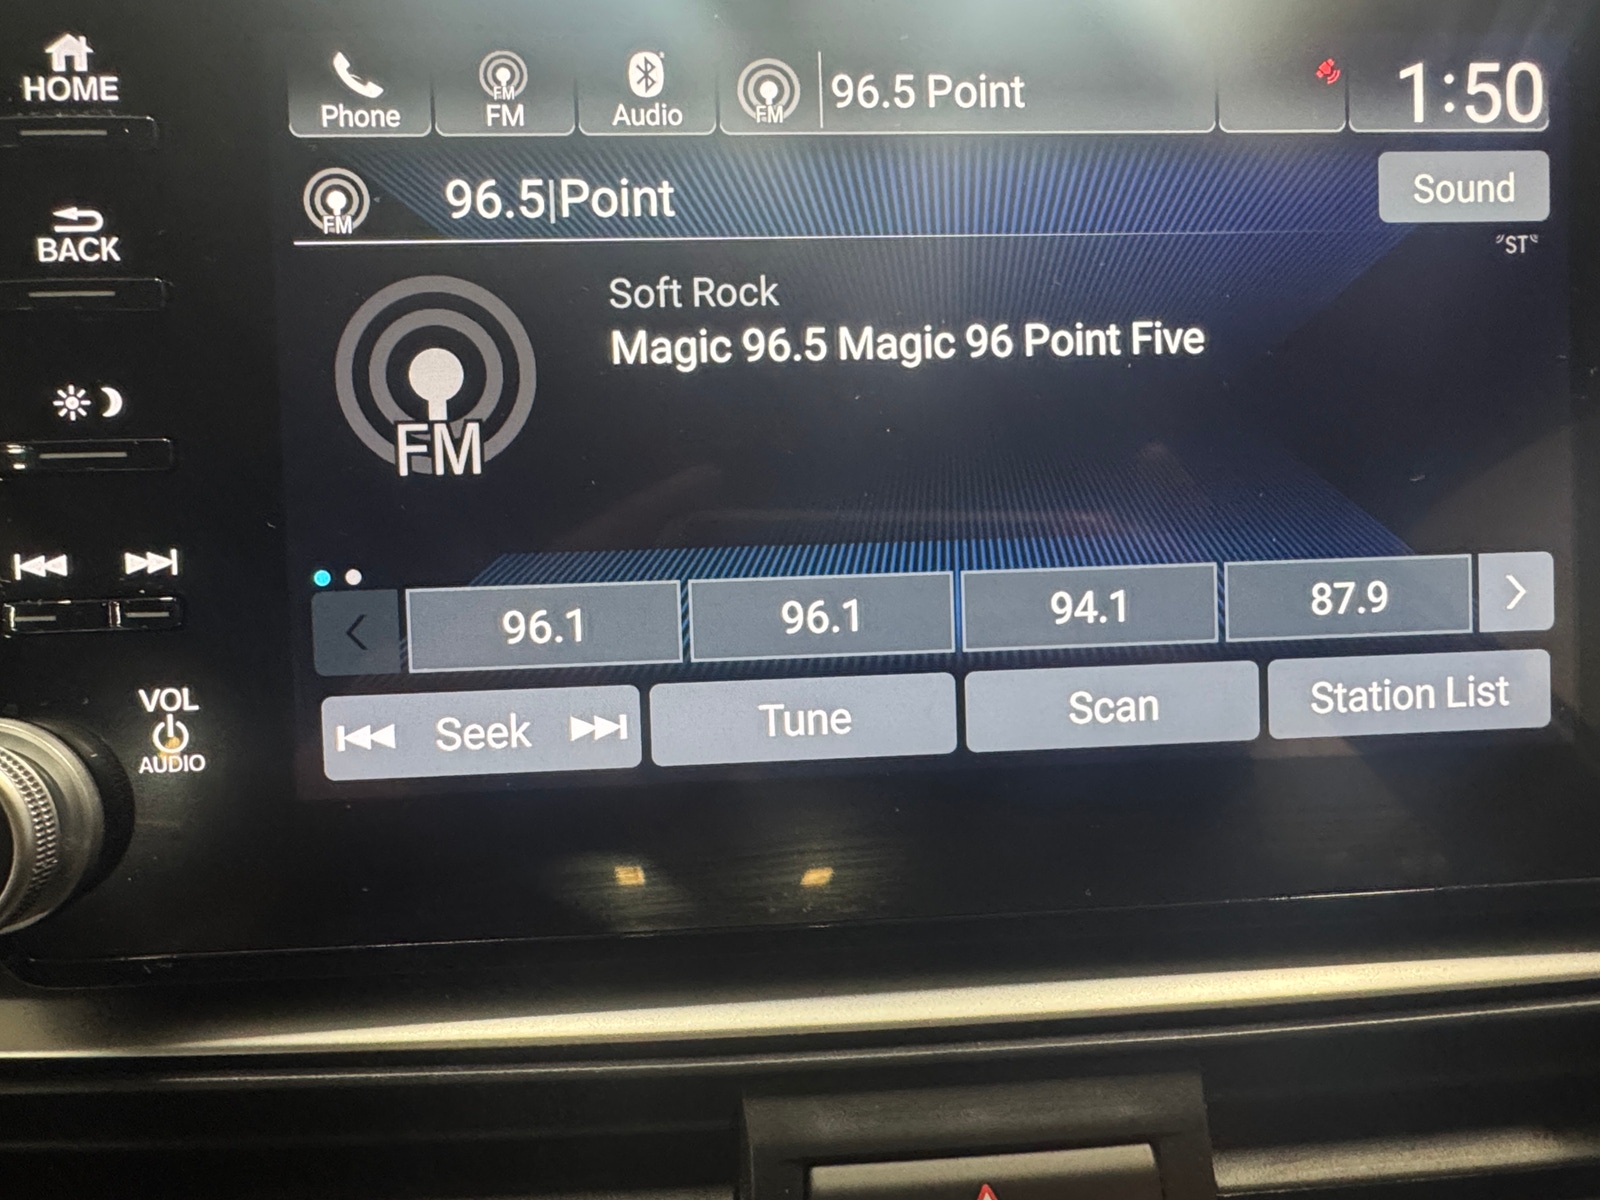 HOME
Phone
FM
FM
Audio
FM
96.5 Point
1:50
BACK
FM
96.5|Point
Sound
"ST"
FM
Soft Rock
Magic 96.5 Magic 96 Point Five
96.1
96.1
94.1
87.9
Seek
Tune
Scan
Station List
VOL
AUDIO